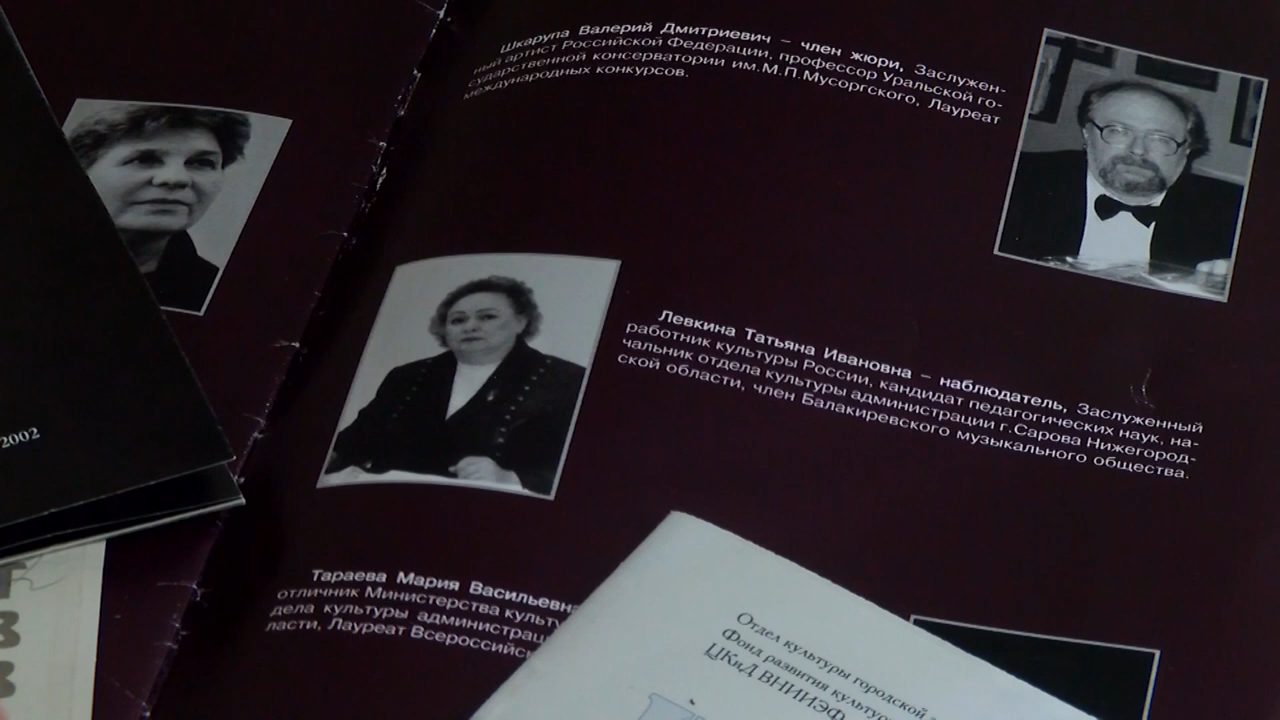 Шкарупа Валерий Дмитриевич – член жюри, Заслужен-
ный артист Российской Федерации, профессор Уральской го-
сударственной консерватории им.М.П.Мусоргского, Лауреат
международных конкурсов.
Левкина Татьяна Ивановна – наблюдатель, Заслуженный
работник культуры России, кандидат педагогических наук, на-
чальник отдела культуры администрации г.Сарова Нижегород-
ской области, член Балакиревского музыкального общества.
2002
Тараева Мария Васильевна
отличник Министерства культу
дела культуры администрац
ласти, Лауреат Всероссийск
Отдел культуры городской
Фонд развития культур
ЦКиД ВНИИЭФ